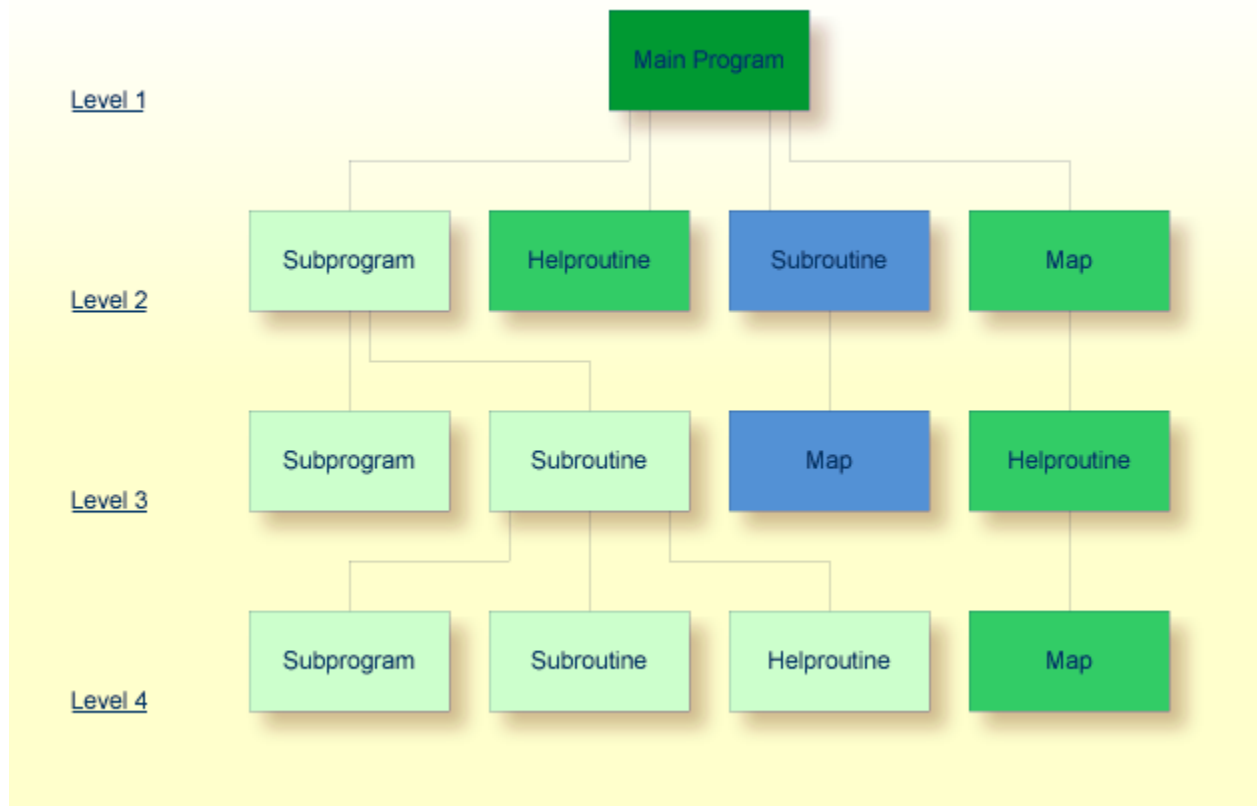 Main Program
Level 1
Subprogram
Helproutine
Subroutine
Map
Level 2
Subprogram
Subroutine
Map
Helproutine
Level 3
Subprogram
Subroutine
Helproutine
Map
Level 4